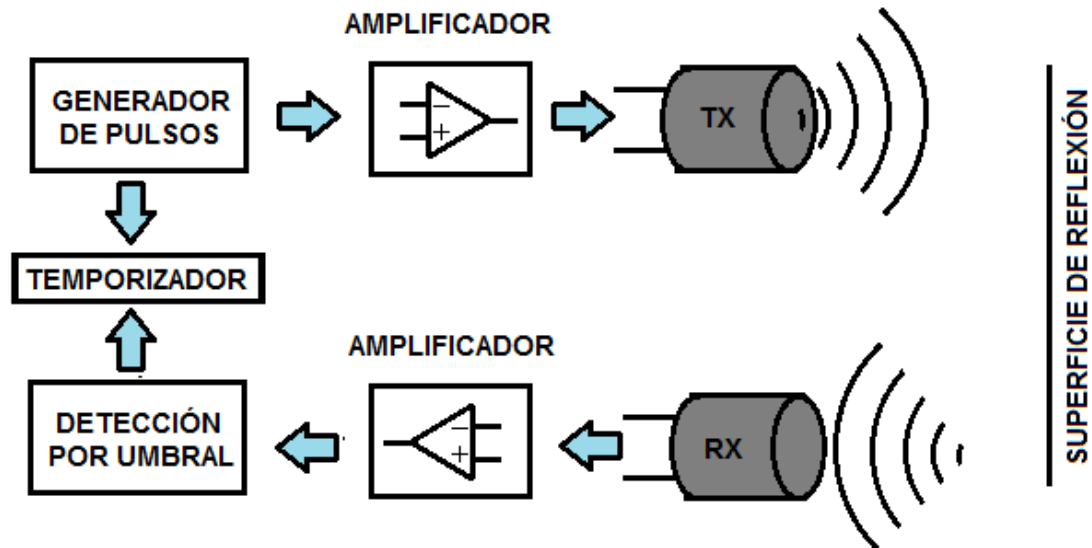 AMPLIFICADOR
GENERADOR
DE PULSOS
−
+
TX
SUPERFICIE DE REFLEXIÓN
TEMPORIZADOR
AMPLIFICADOR
DETECCIÓN
POR UMBRAL
−
+
RX